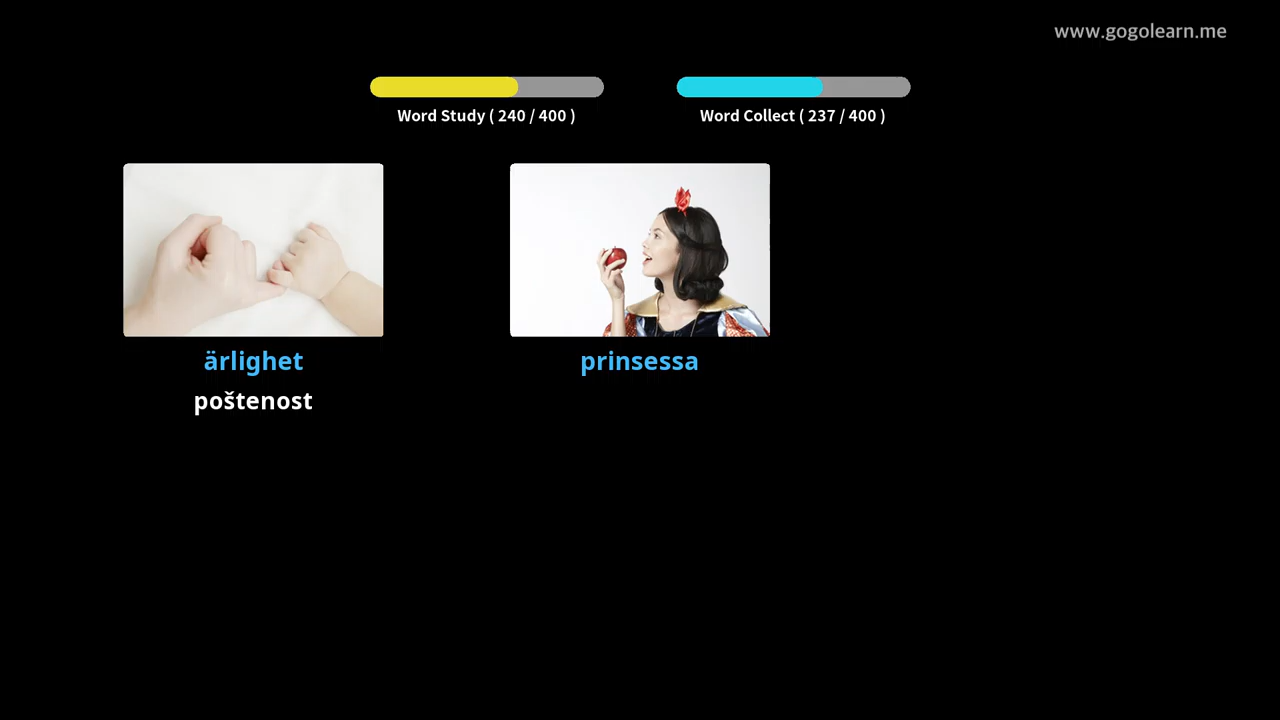 www.gogolearn.me
Word Study ( 240 / 400 )
Word Collect ( 237 / 400 )
ärlighet
prinsessa
poštenost